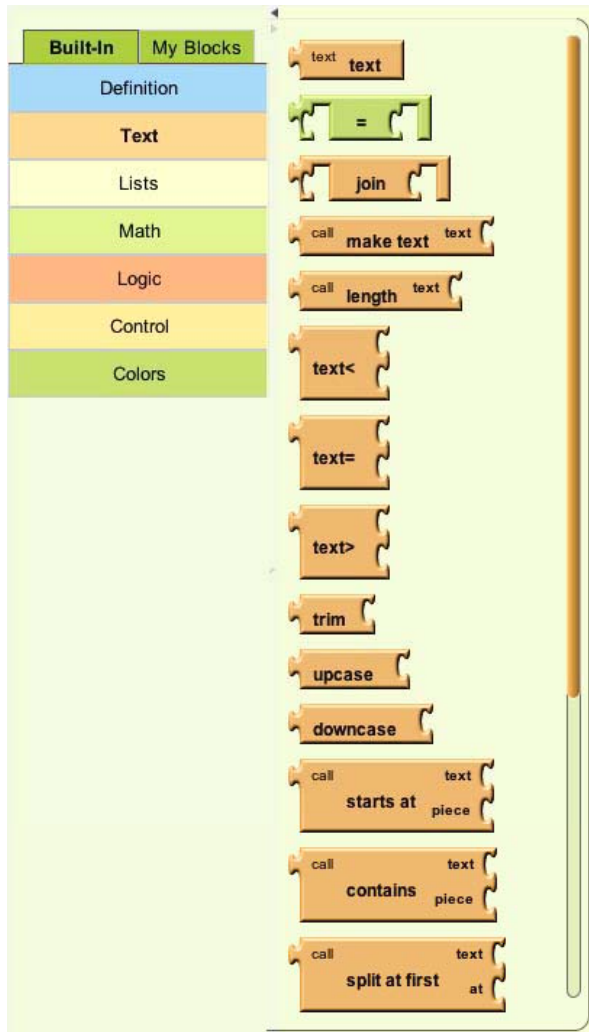 Built-In My Blocks
Definition
Text
Lists
Math
Logic
Control
Colors
text text
=
join
call make text text
call length text
text<
text=
text>
trim
upcase
downcase
call text
starts at piece
call text
contains piece
call text
split at first at